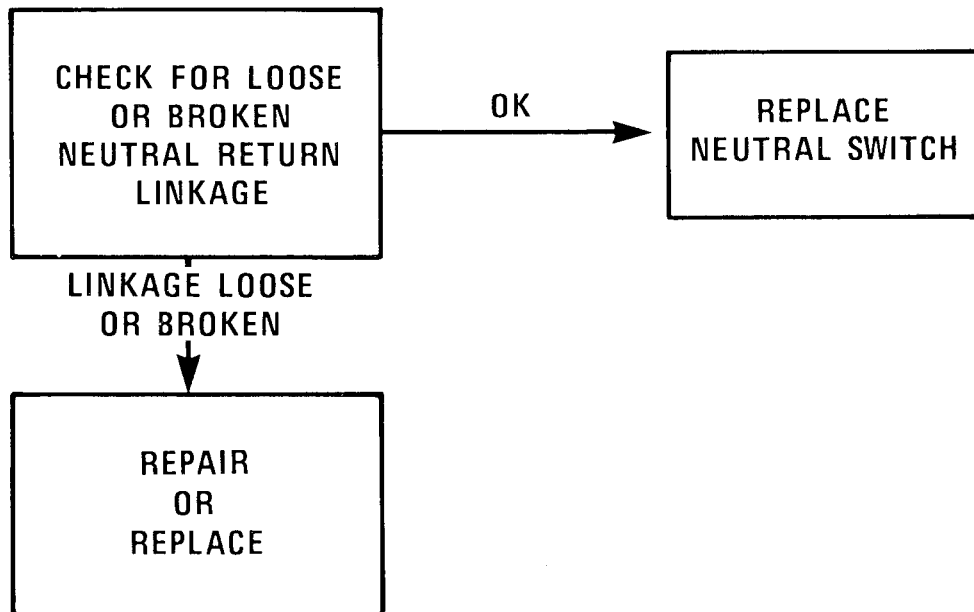 CHECK FOR LOOSE
OR BROKEN
NEUTRAL RETURN
LINKAGE
OK
REPLACE
NEUTRAL SWITCH
LINKAGE LOOSE
OR BROKEN
REPAIR
OR
REPLACE